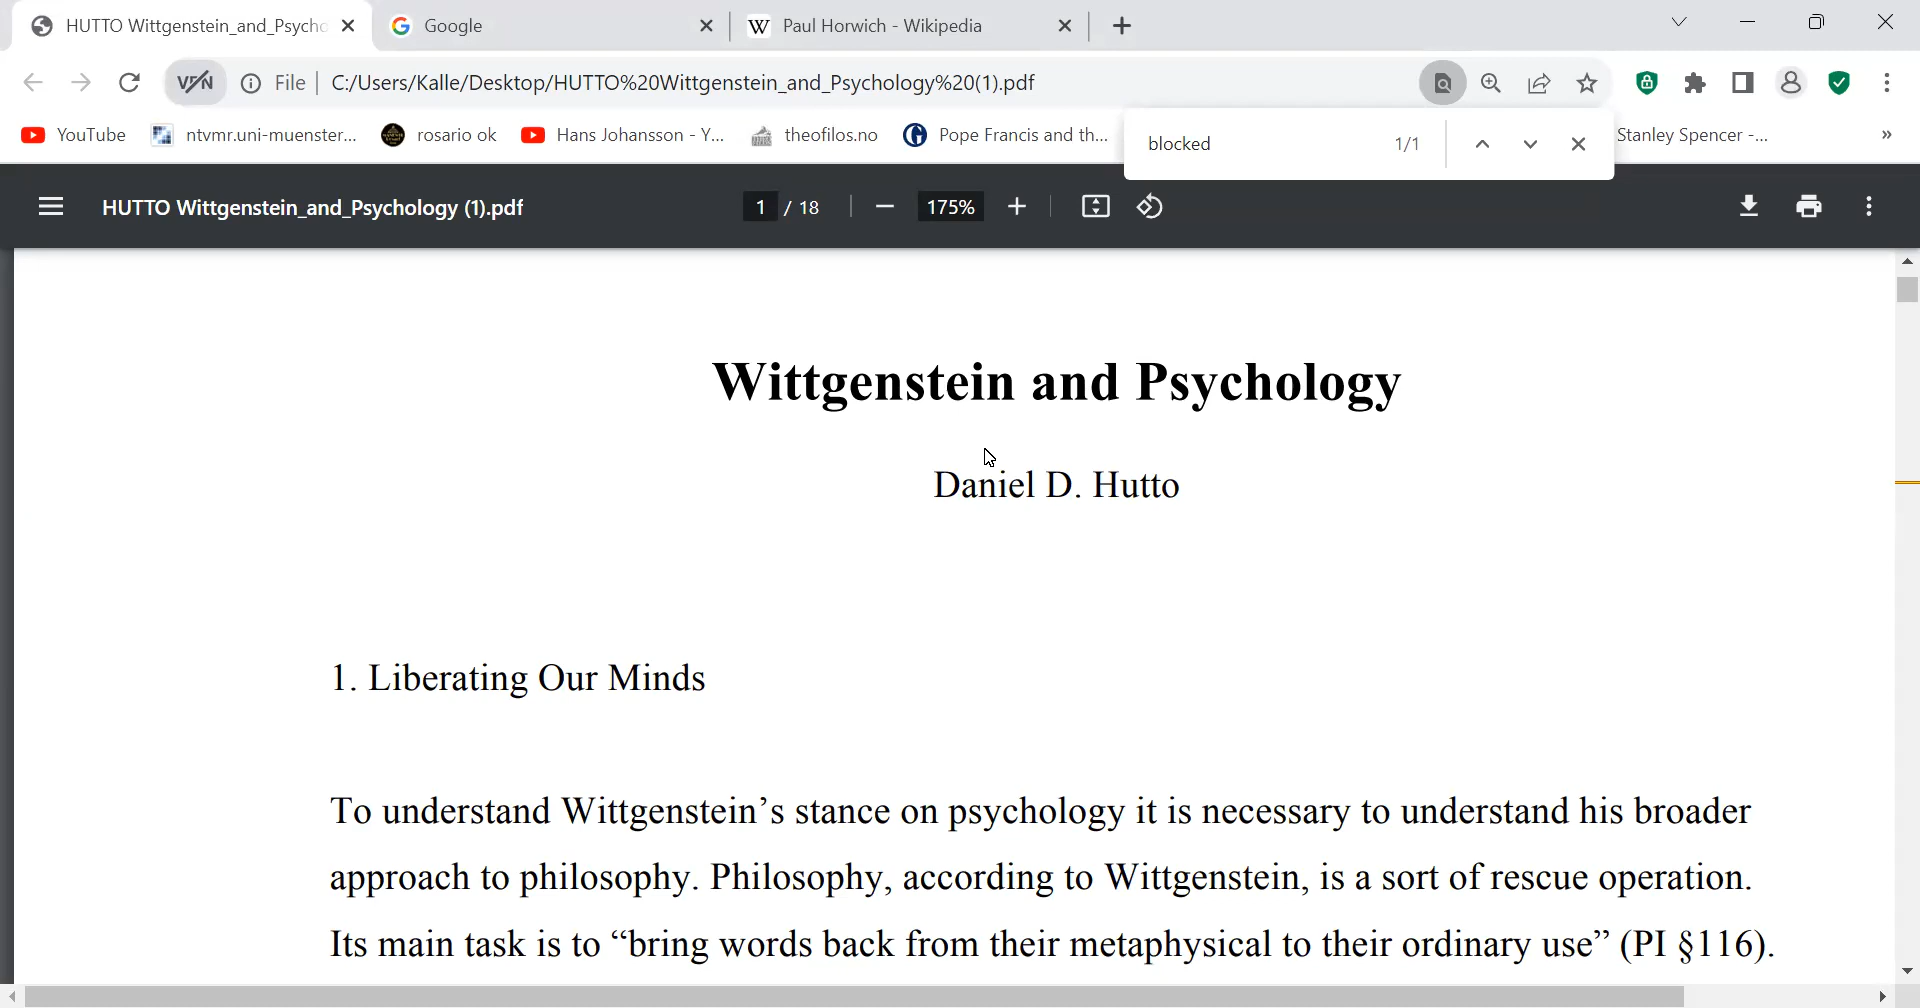 HUTTO Wittgenstein_and_Psycho
Google
W Paul Horwich - Wikipedia
VPN
File
C:/Users/Kalle/Desktop/HUTTO%20Wittgenstein_and_Psychology%20(1).pdf
YouTube
ntvmr.uni-muenster...
rosario ok
Hans Johansson - Y...
theofilos.no
Pope Francis and th...
Stanley Spencer -...
»
blocked
1/1
HUTTO Wittgenstein_and_Psychology (1).pdf
1 / 18
175%
Wittgenstein and Psychology
Daniel D. Hutto
1. Liberating Our Minds
To understand Wittgenstein’s stance on psychology it is necessary to understand his broader
approach to philosophy. Philosophy, according to Wittgenstein, is a sort of rescue operation.
Its main task is to “bring words back from their metaphysical to their ordinary use” (PI §116).